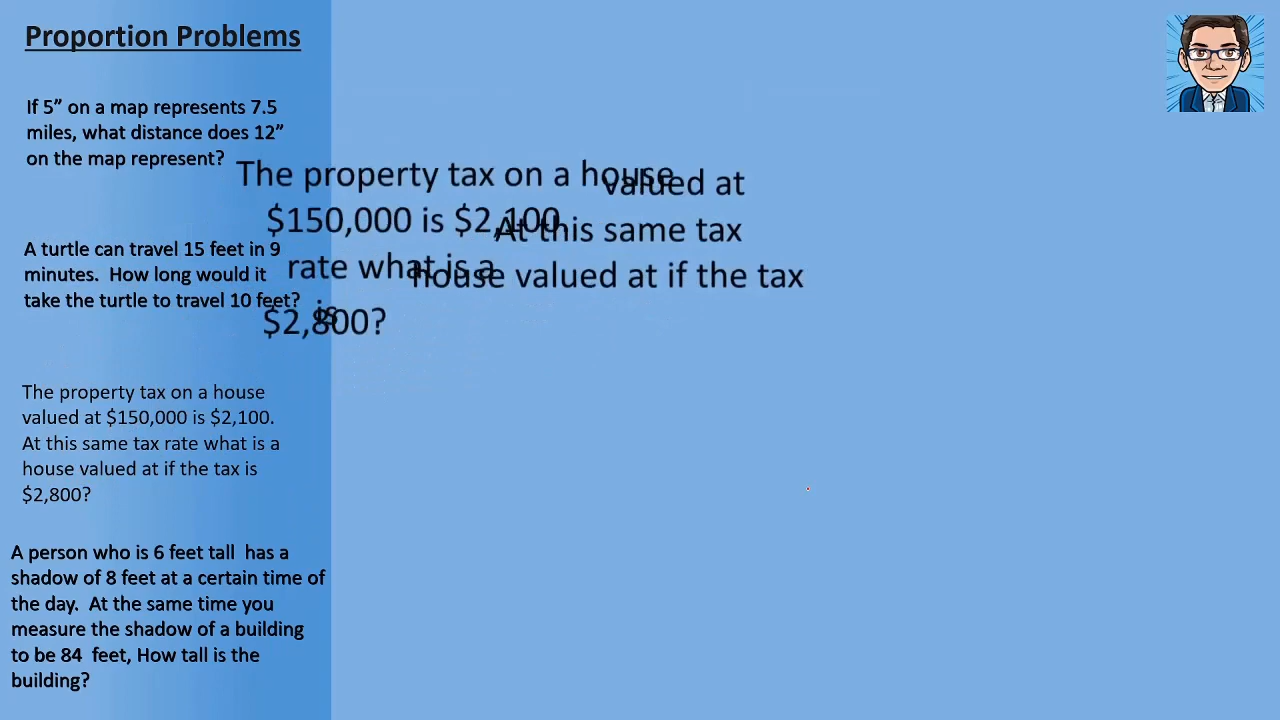 Proportion Problems
If 5” on a map represents 7.5
miles, what distance does 12”
on the map represent?
A turtle can travel 15 feet in 9
minutes.  How long would it
take the turtle to travel 10 feet?
The property tax on a house
valued at $150,000 is $2,100.
At this same tax rate what is a
house valued at if the tax is
$2,800?
A person who is 6 feet tall  has a
shadow of 8 feet at a certain time of
the day.  At the same time you
measure the shadow of a building
to be 84  feet, How tall is the
building?
The property tax on a house valued at
$150,000 is $2,100. At this same tax
rate what is a house valued at if the tax
is $2,800?